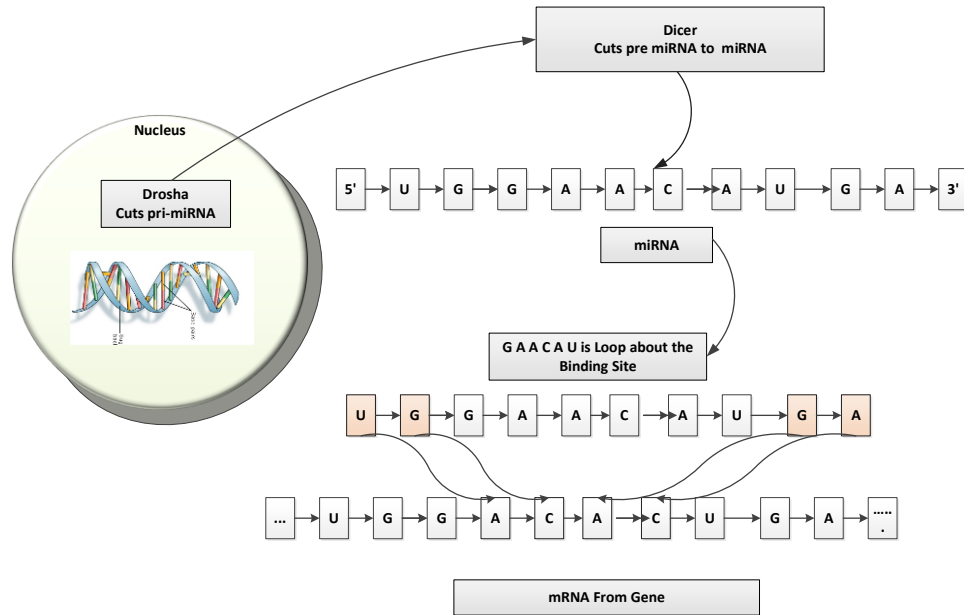 Dicer
Cuts pre miRNA to miRNA
Nucleus
Drosha
Cuts pri-miRNA
5' U G G A A C A U G A 3'
miRNA
G A A C A U is Loop about the
Binding Site
U G G A A C A U G A
... U G G A C A C U G A ......
mRNA From Gene